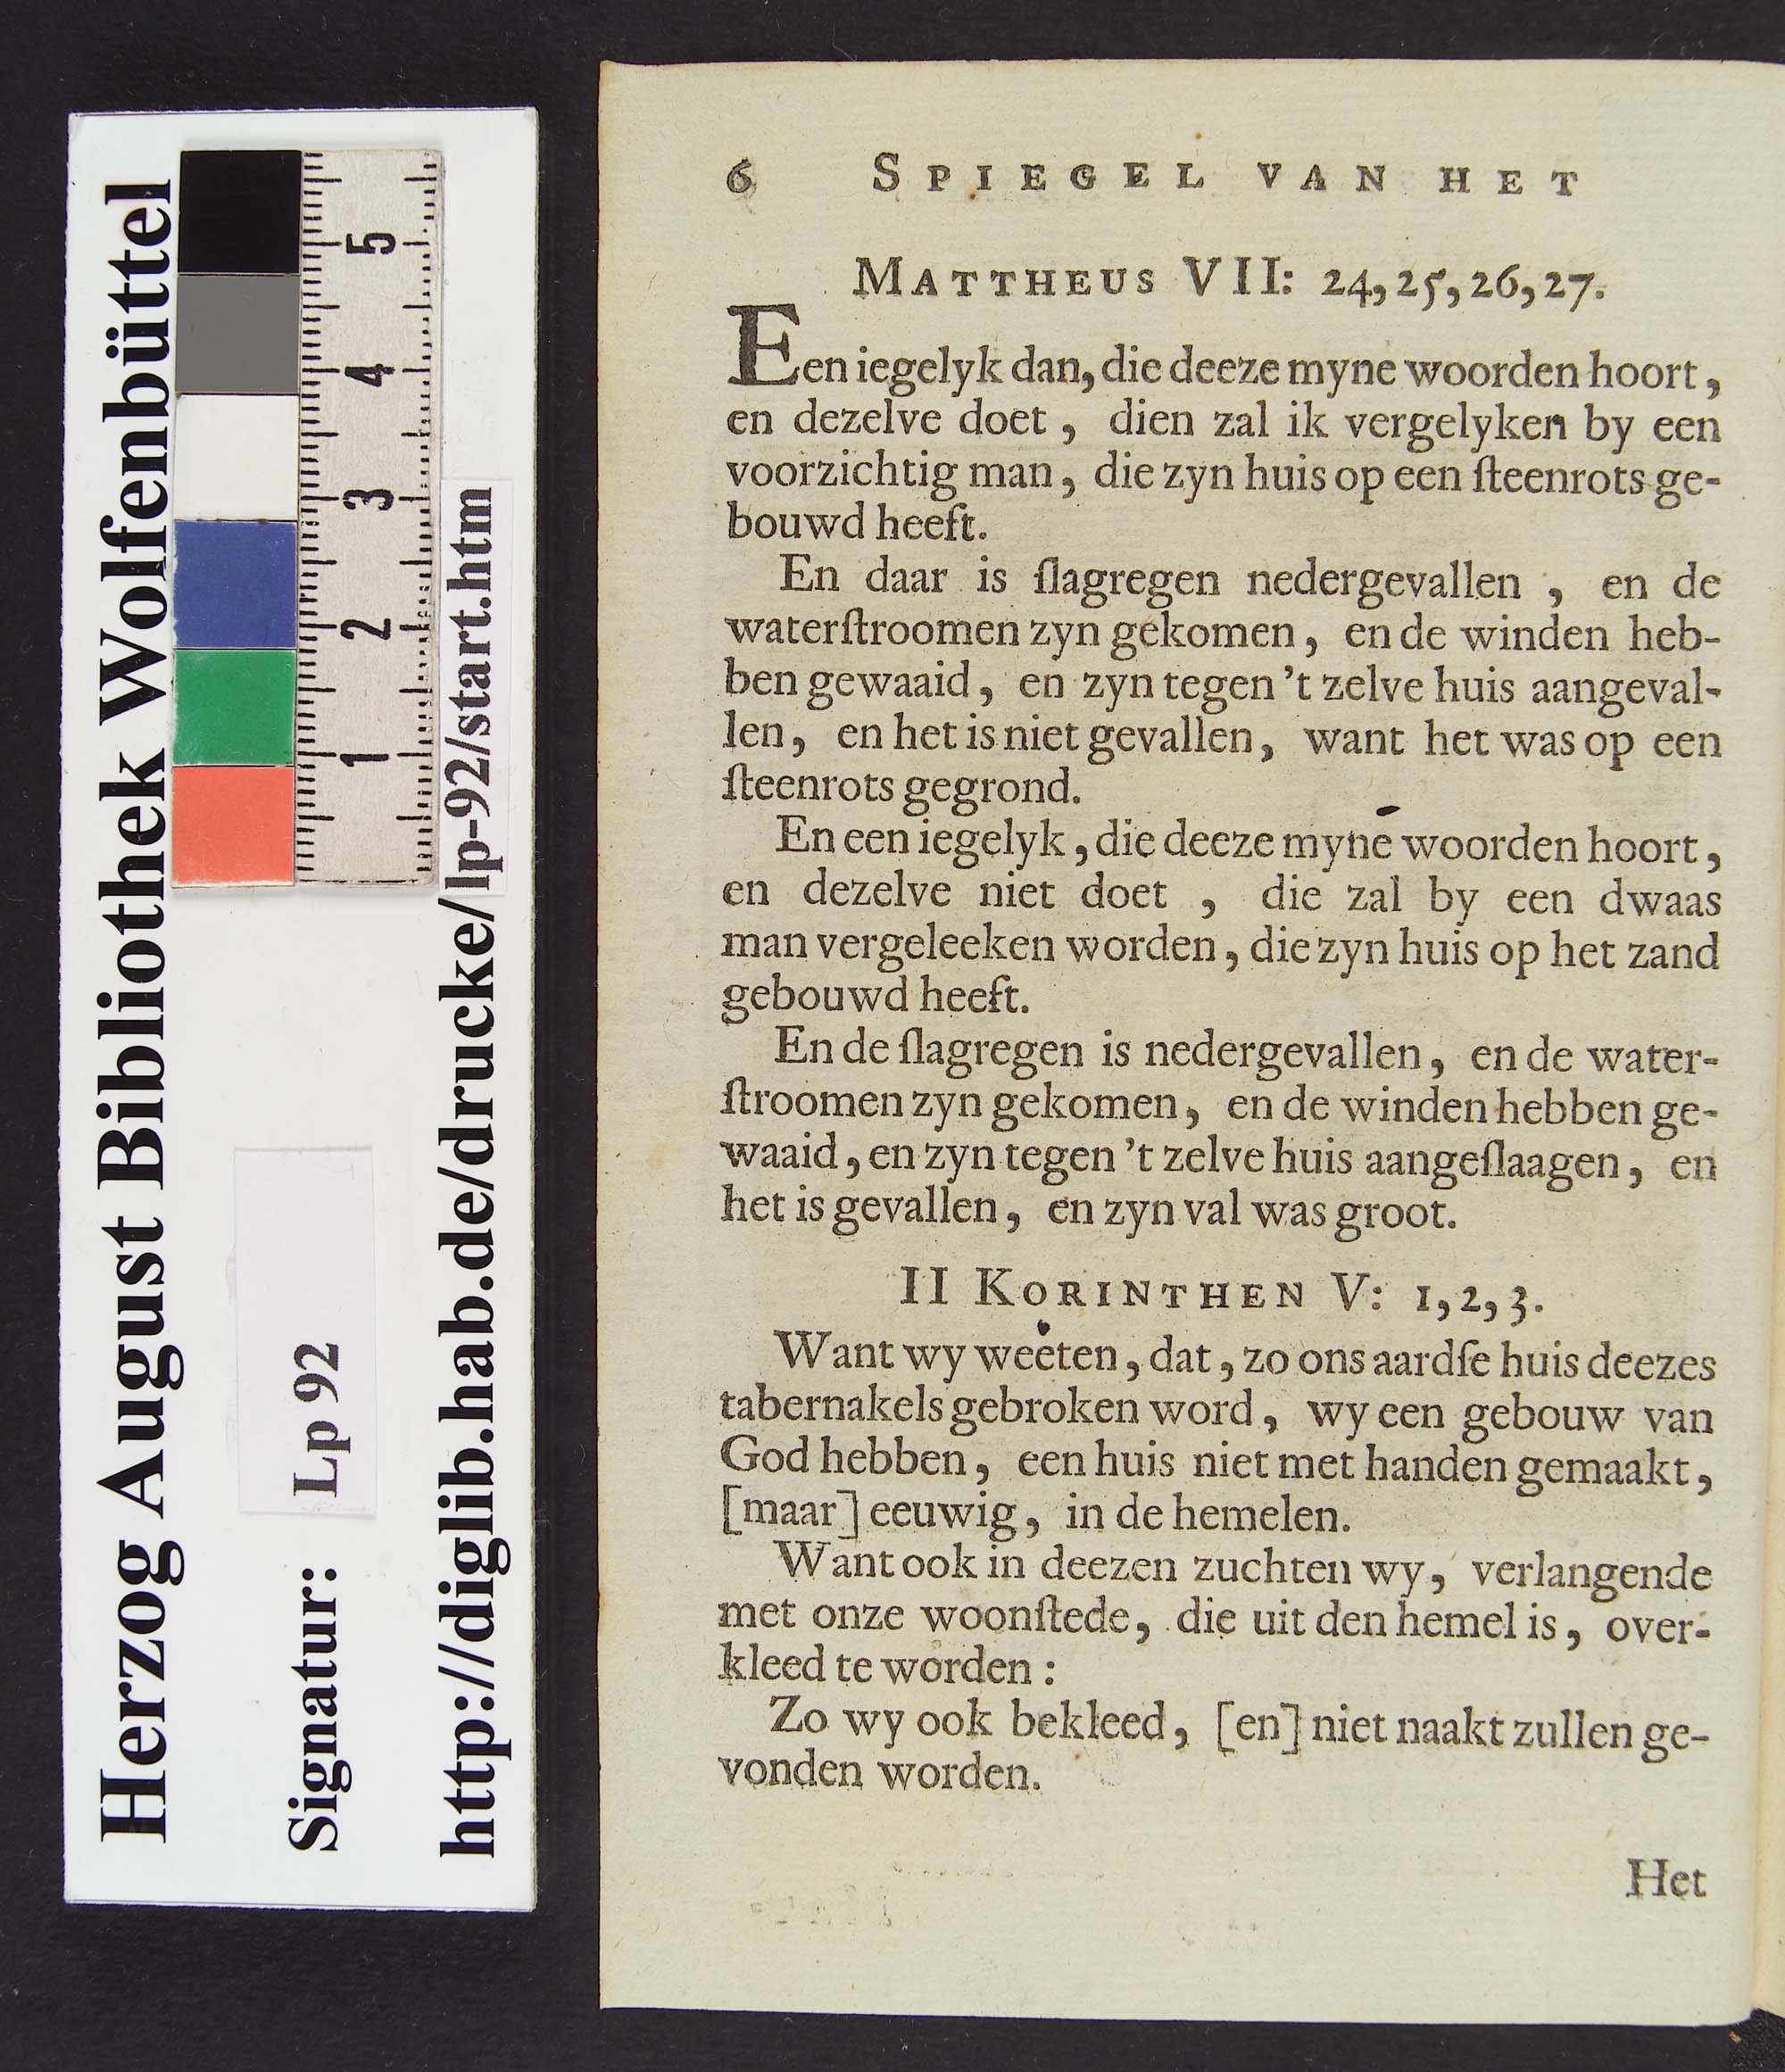 Herzog August Bibliothek Wolfenbüttel
Signatur: Lp 92
http://diglib.hab.de/drucke/lp-92/start.htm
5
4
3
2
1
6 SPIEGEL VAN HET
MATTHEUS VII: 24,25,26,27.
Een iegelyk dan, die deeze myne woorden hoort,
en dezelve doet, dien zal ik vergelyken by een
voorzichtig man, die zyn huis op een ſteenrots ge-
bouwd heeft.
En daar is ſlagregen nedergevallen, en de
waterſtroomen zyn gekomen, en de winden heb-
ben gewaaid, en zyn tegen 't zelve huis aangeval-
len, en het is niet gevallen, want het was op een
ſteenrots gegrond.
En een iegelyk, die deeze myne woorden hoort,
en dezelve niet doet, die zal by een dwaas
man vergeleeken worden, die zyn huis op het zand
gebouwd heeft.
En de ſlagregen is nedergevallen, en de water-
ſtroomen zyn gekomen, en de winden hebben ge-
waaid, en zyn tegen 't zelve huis aangeſlaagen, en
het is gevallen, en zyn val was groot.
II KORINTHEN V: 1,2,3.
Want wy weeten, dat, zo ons aardſe huis deezes
tabernakels gebroken word, wy een gebouw van
God hebben, een huis niet met handen gemaakt,
[maar] eeuwig, in de hemelen.
Want ook in deezen zuchten wy, verlangende
met onze woonſtede, die uit den hemel is, over-
kleed te worden:
Zo wy ook bekleed, [en] niet naakt zullen ge-
vonden worden.
Het